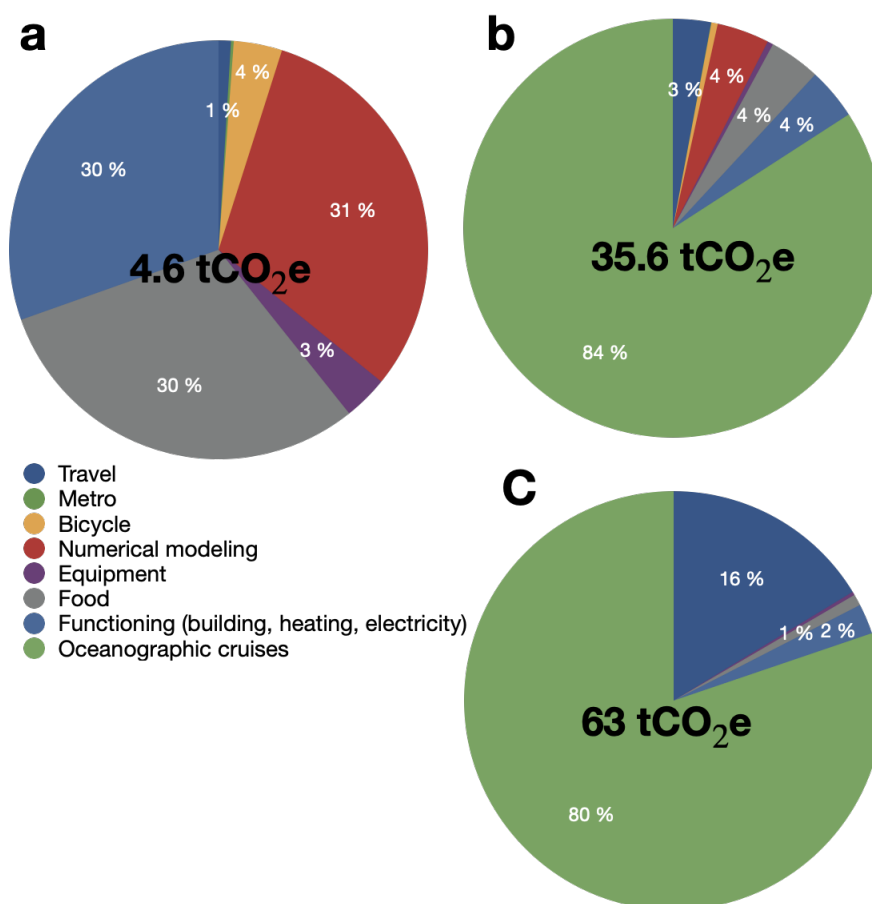 a
4 %
1 %
30 %
31 %
4.6 tCO2e
3 %
30 %
b
3 %
4 %
4 %
4 %
35.6 tCO2e
84 %
Travel
Metro
Bicycle
Numerical modeling
Equipment
Food
Functioning (building, heating, electricity)
Oceanographic cruises
C
16 %
1 %
2 %
63 tCO2e
80 %